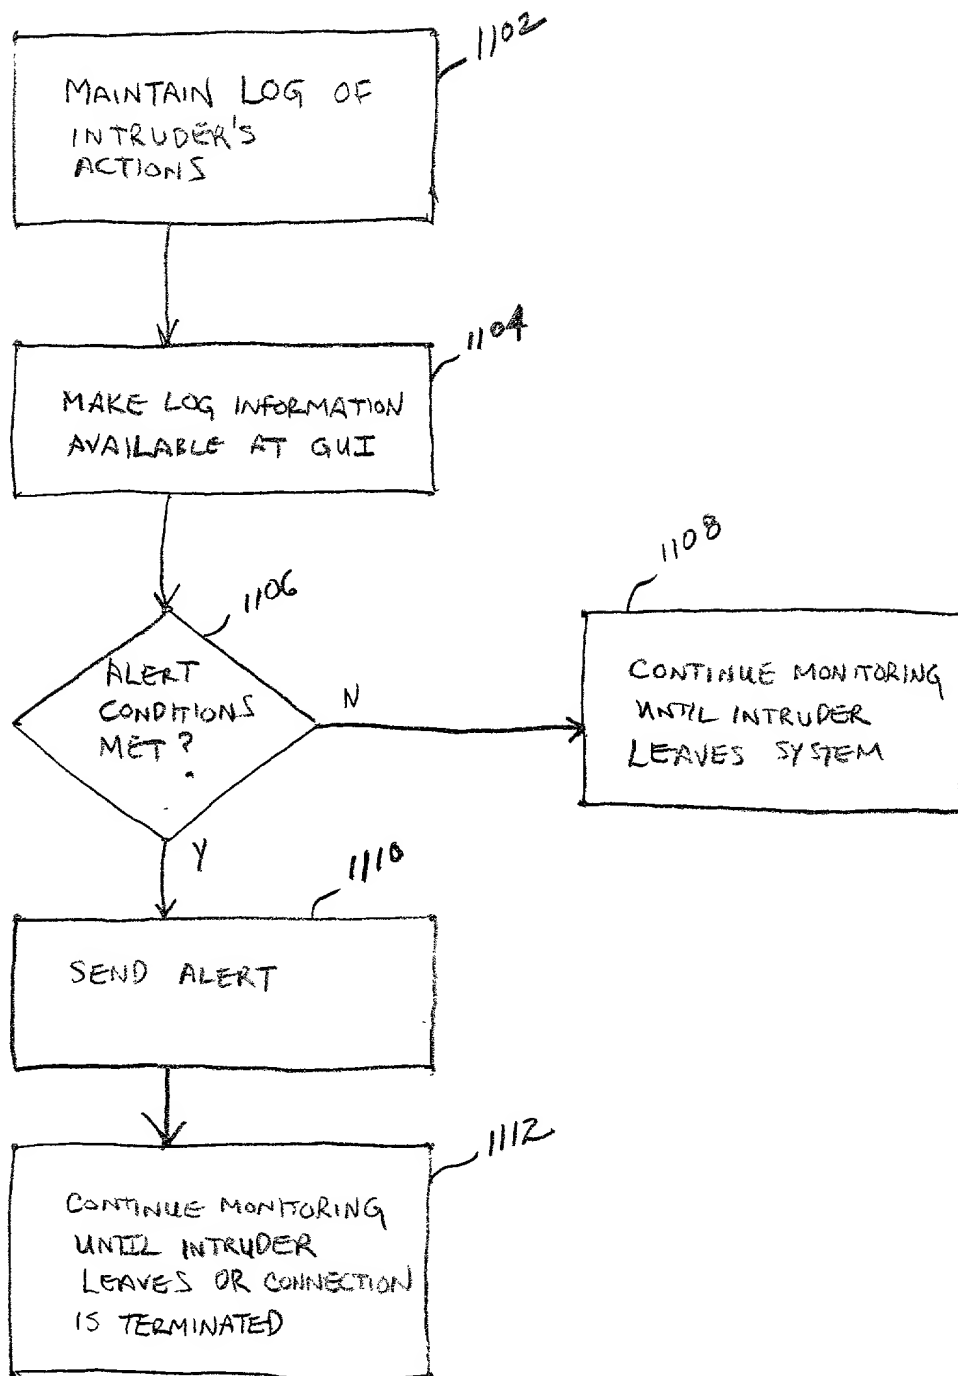 1102
MAINTAIN LOG OF
INTRUDER'S
ACTIONS
1104
MAKE LOG INFORMATION
AVAILABLE AT GUI
1106
ALERT
CONDITIONS
MET?
N
1108
CONTINUE MONITORING
UNTIL INTRUDER
LEAVES SYSTEM
Y
1110
SEND ALERT
1112
CONTINUE MONITORING
UNTIL INTRUDER
LEAVES OR CONNECTION
IS TERMINATED